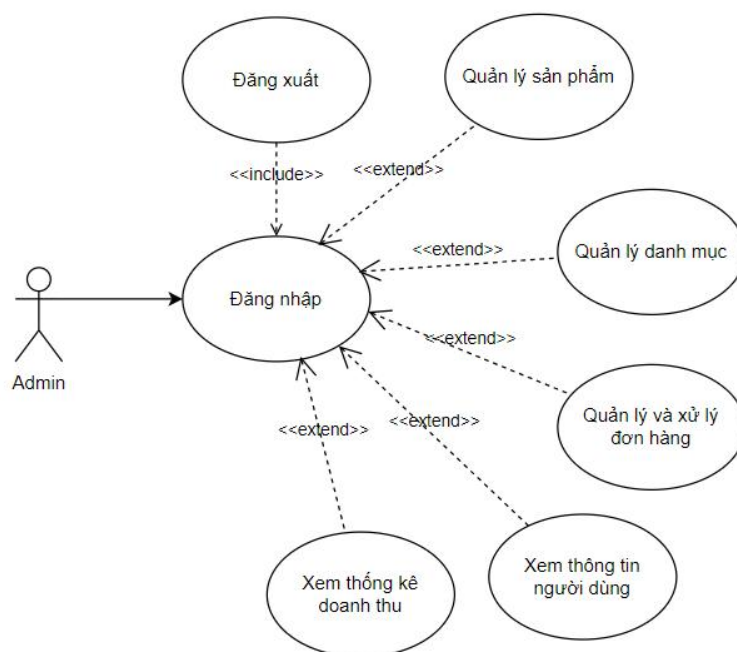 Đăng xuất
Quản lý sản phẩm
<<include>>
<<extend>>
<<extend>>
Quản lý danh mục
Đăng nhập
<<extend>>
Admin
Quản lý và xử lý
đơn hàng
<<extend>>
<<extend>>
Xem thống kê
doanh thu
Xem thông tin
người dùng